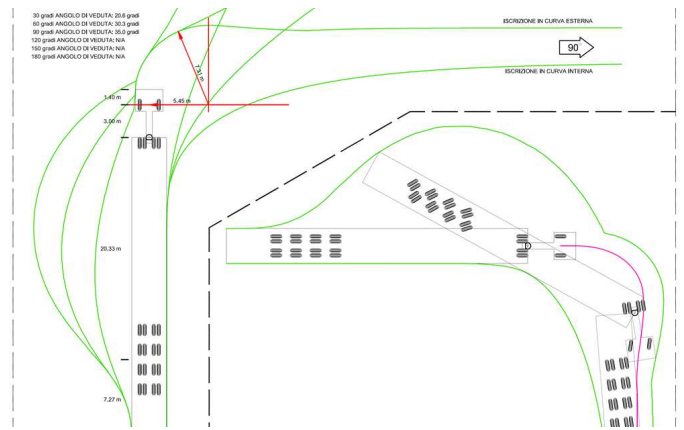 30 gradi ANGOLO DI VEDUTA: 20.6 gradi
60 gradi ANGOLO DI VEDUTA: 30.3 gradi
90 gradi ANGOLO DI VEDUTA: 35.0 gradi
120 gradi ANGOLO DI VEDUTA: N/A
150 gradi ANGOLO DI VEDUTA: N/A
180 gradi ANGOLO DI VEDUTA: N/A
ISCRIZIONE IN CURVA ESTERNA
90°
ISCRIZIONE IN CURVA INTERNA
7.31 m
1.40 m
5.45 m
3.00 m
20.33 m
7.27 m